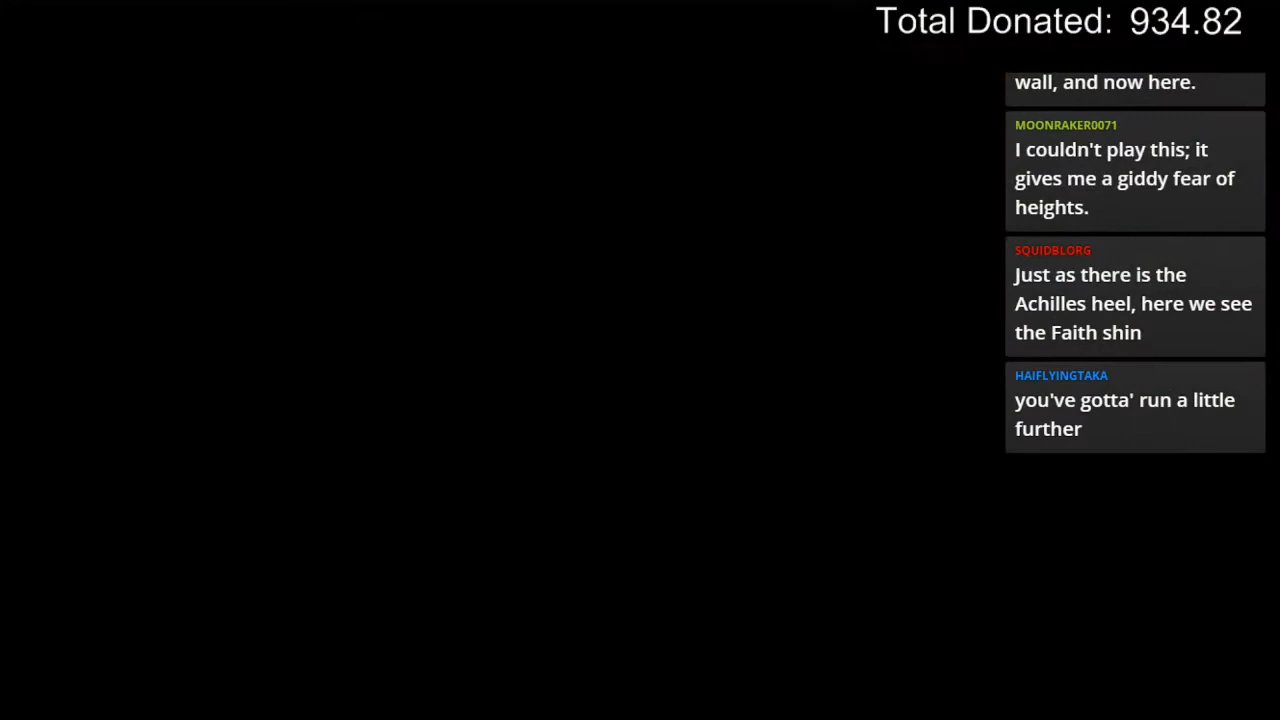 Total Donated: 934.82
wall, and now here.
MOONRAKER0071
I couldn't play this; it
gives me a giddy fear of
heights.
SQUIDBLORG
Just as there is the
Achilles heel, here we see
the Faith shin
HAIFLYINGTAKA
you've gotta' run a little
further